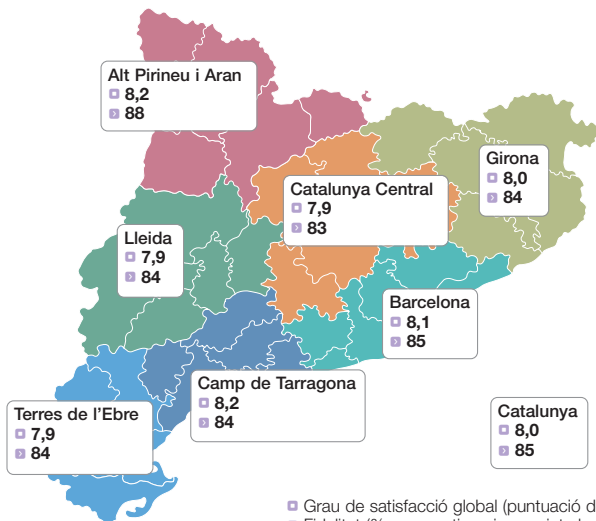 Alt Pirineu i Aran
8,2
88
Girona
8,0
84
Catalunya Central
7,9
83
Lleida
7,9
84
Barcelona
8,1
85
Camp de Tarragona
8,2
84
Terres de l’Ebre
7,9
84
Catalunya
8,0
85
Grau de satisfacció global (puntuació d